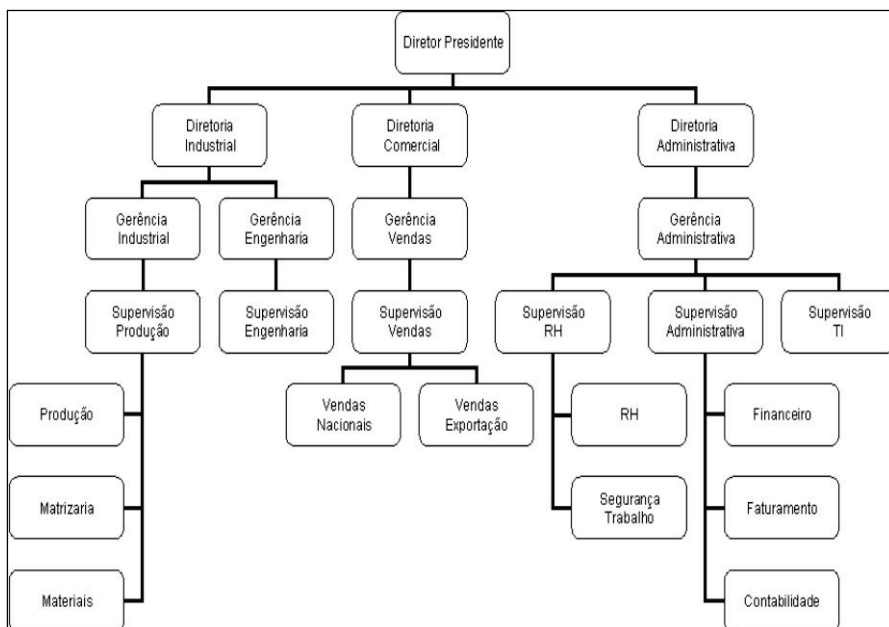 Diretor Presidente
Diretoria
Industrial
Diretoria
Comercial
Diretoria
Administrativa
Gerência
Industrial
Gerência
Engenharia
Gerência
Vendas
Gerência
Administrativa
Supervisão
Produção
Supervisão
Engenharia
Supervisão
Vendas
Supervisão
RH
Supervisão
Administrativa
Supervisão
TI
Produção
Vendas
Nacionais
Vendas
Exportação
RH
Financeiro
Matrizaria
Segurança
Trabalho
Faturamento
Materiais
Contabilidade